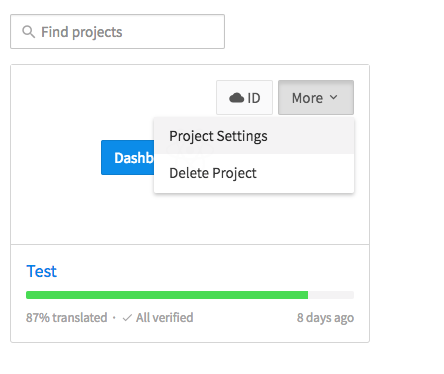 Find projects
ID More
Project Settings
Dashb
Delete Project
Test
87% translated · All verified 8 days ago